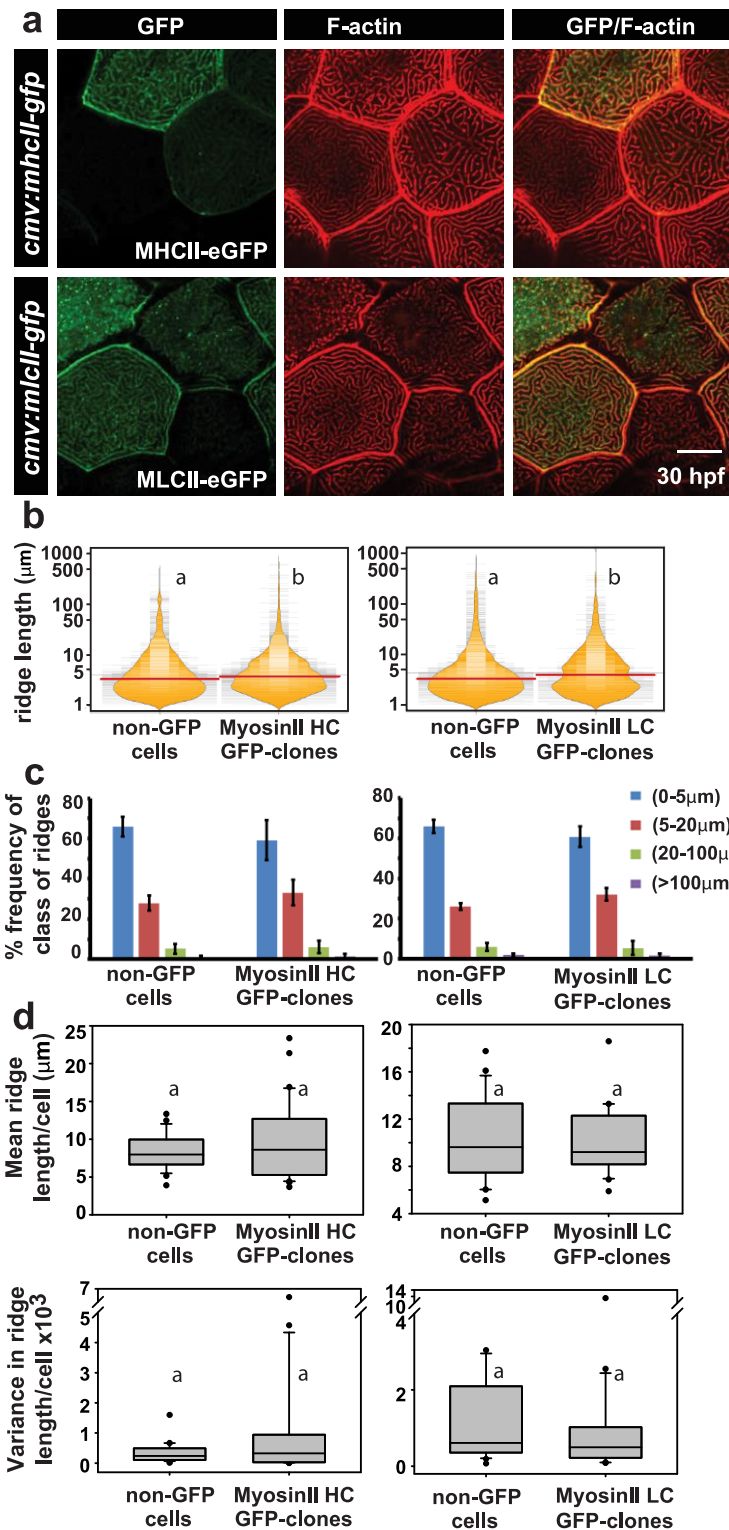 a
GFP F-actin GFP/F-actin
cmv:mhcII-gfp
MHCII-eGFP
cmv:mlcII-gfp
MLCII-eGFP
30 hpf
b
ridge length (μm)
1000
500
100
50
10
5
1
a b
non-GFP cells
MyosinII HC GFP-clones
1000
500
100
50
10
5
1
a b
non-GFP cells
MyosinII LC GFP-clones
c
% frequency of class of ridges
80
60
40
20
0
non-GFP cells
MyosinII HC GFP-clones
80
60
40
20
0
(0-5μm)
(5-20μm)
(20-100μ
(>100μm
non-GFP cells
MyosinII LC GFP-clones
d
Mean ridge length/cell (μm)
25
20
15
10
5
0
a a
non-GFP cells
MyosinII HC GFP-clones
20
18
16
14
12
10
8
6
4
a a
non-GFP cells
MyosinII LC GFP-clones
Variance in ridge length/cell x103
7
5
4
3
2
1
0
a a
non-GFP cells
MyosinII HC GFP-clones
14
10
4
2
0
a a
non-GFP cells
MyosinII LC GFP-clones